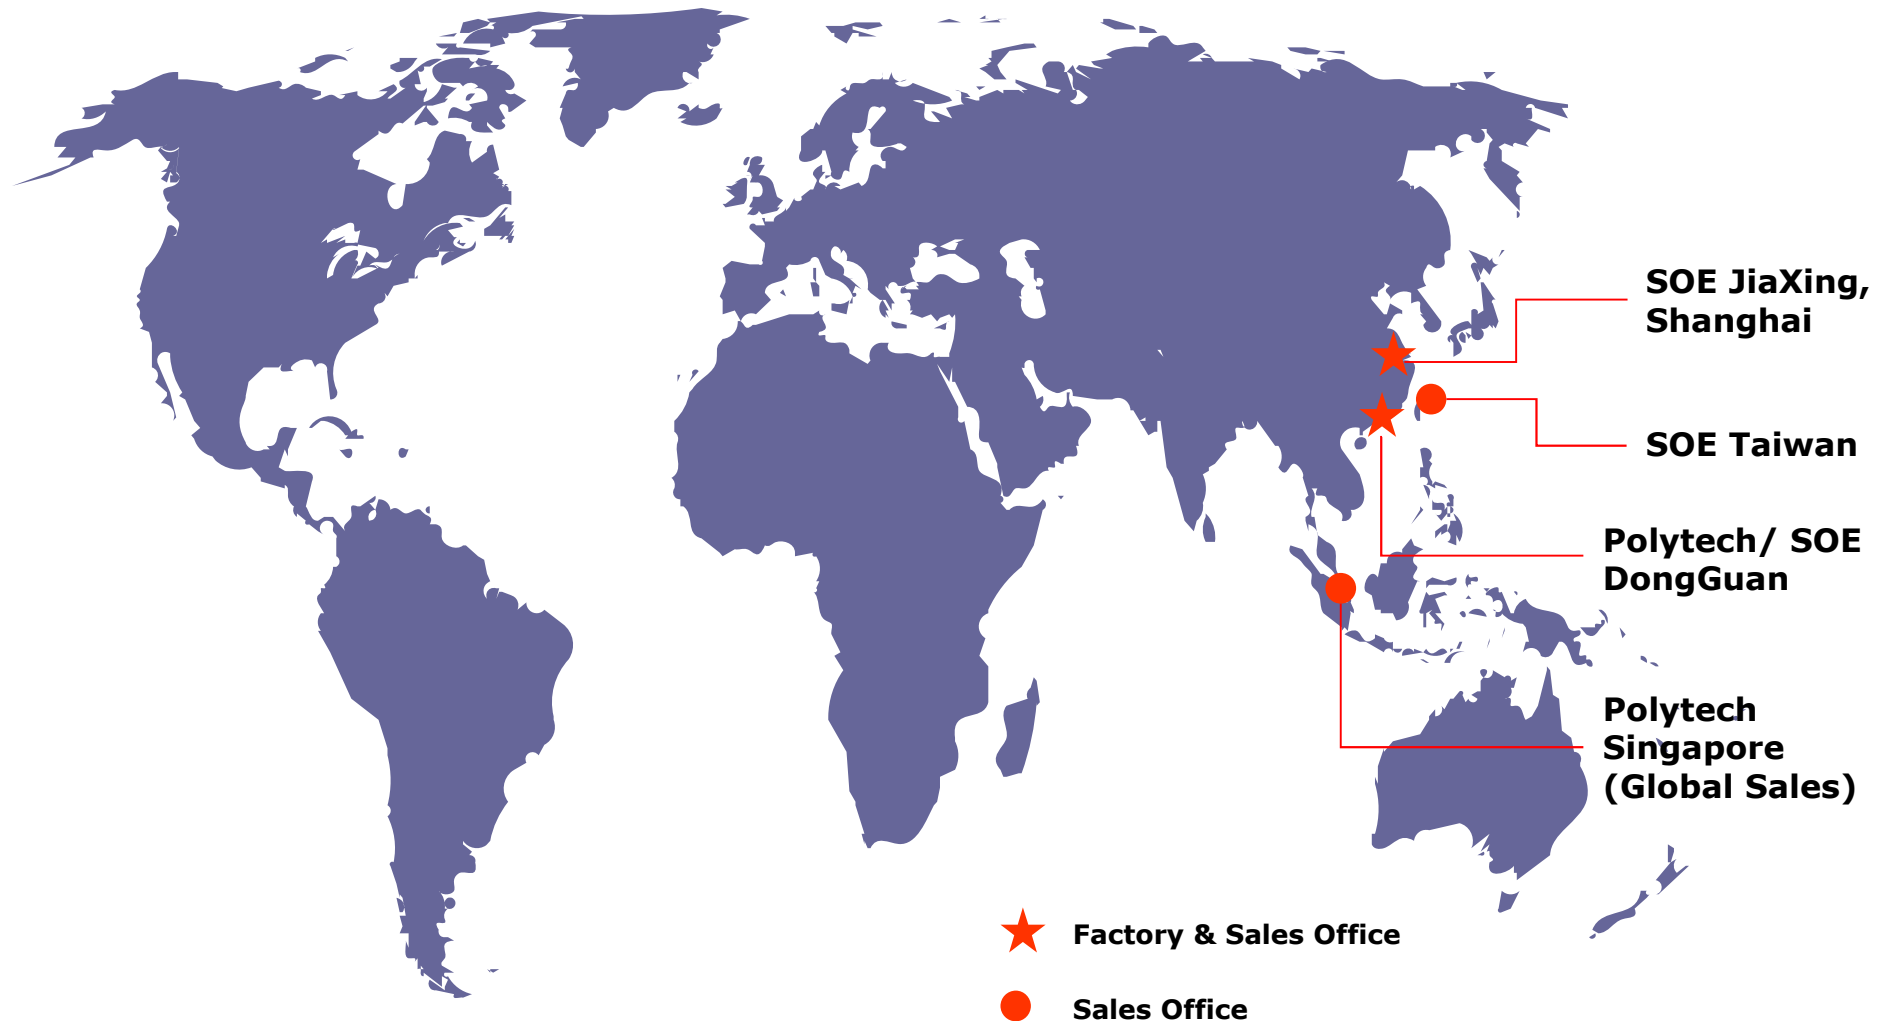 SOE JiaXing,
Shanghai
SOE Taiwan
Polytech/ SOE
DongGuan
Polytech
Singapore
(Global Sales)
Factory & Sales Office
Sales Office